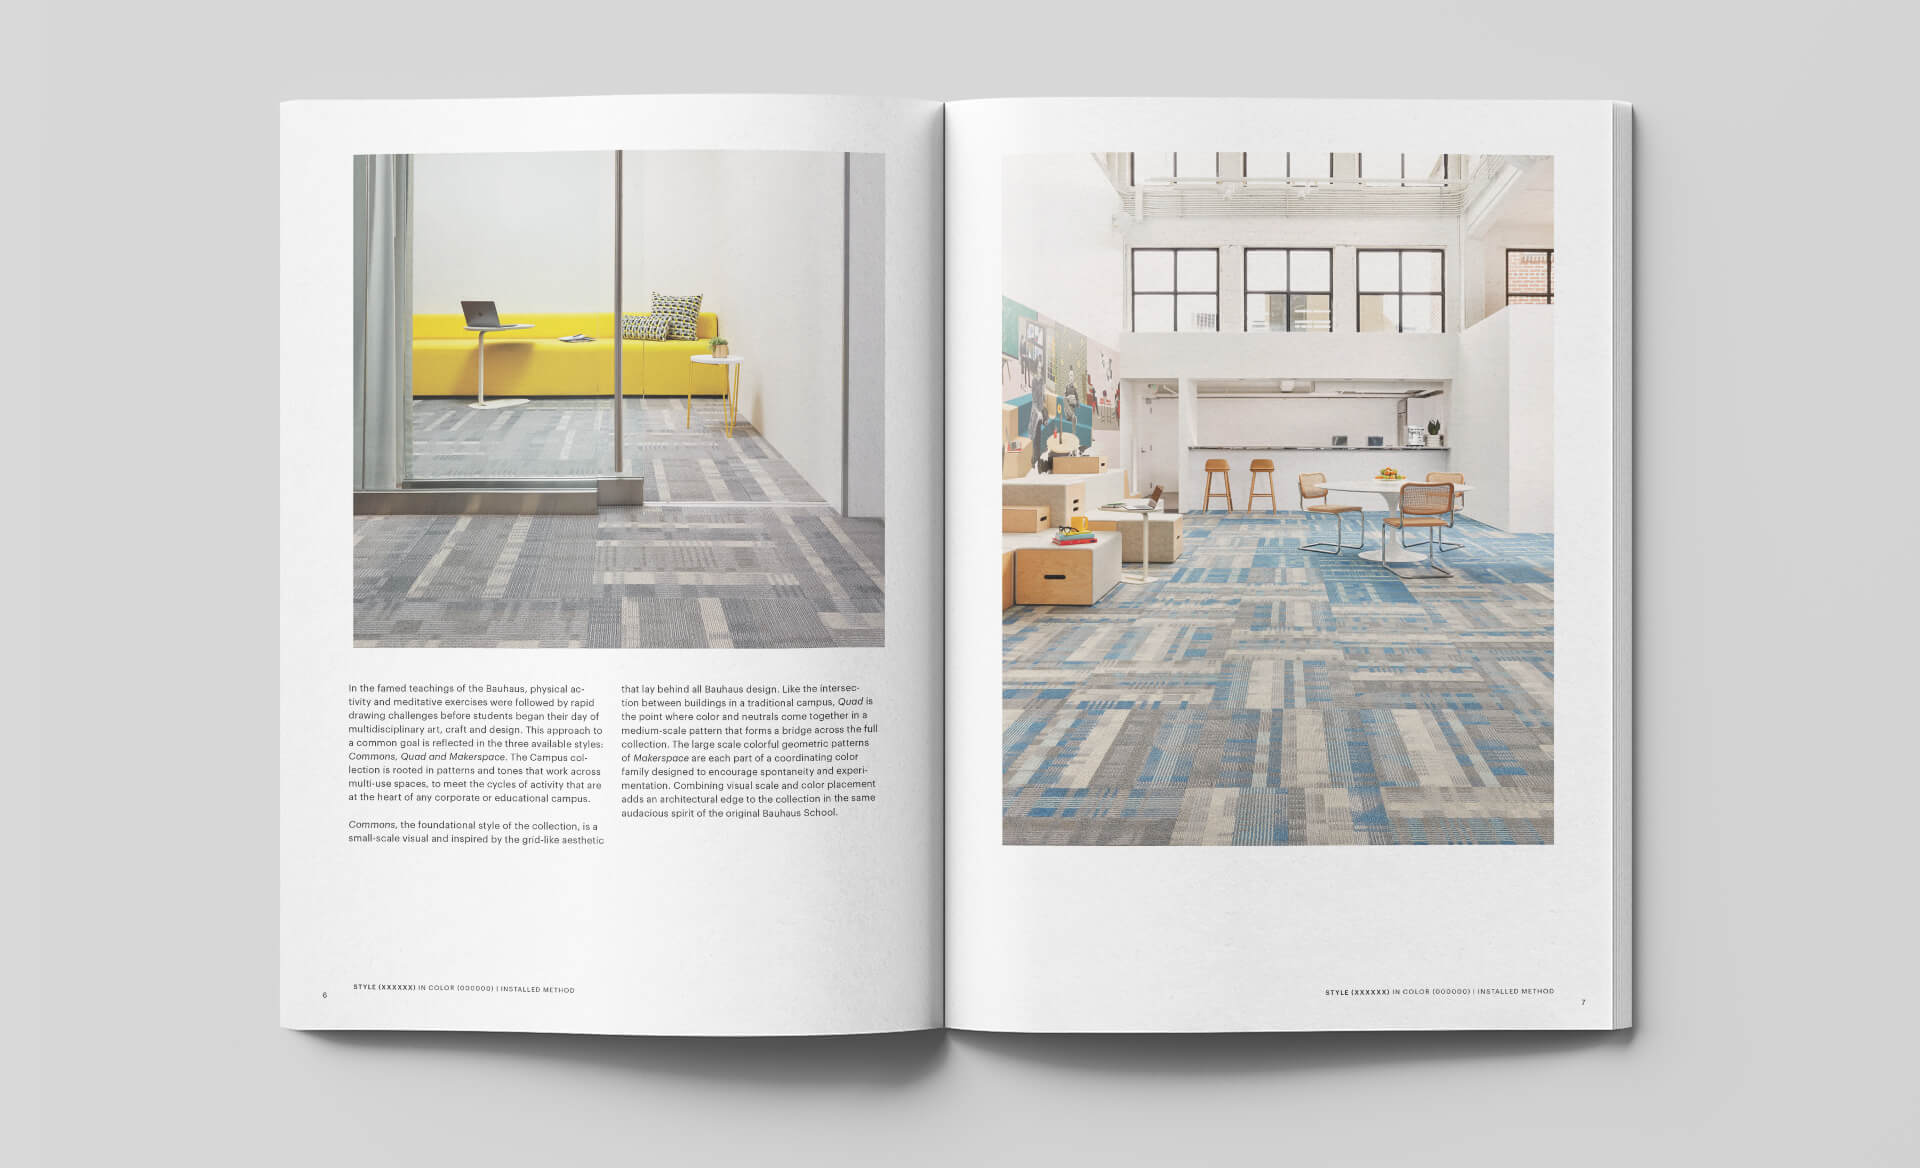 In the famed teachings of the Bauhaus, physical ac-
tivity and meditative exercises were followed by rapid
drawing challenges before students began their day of
multidisciplinary art, craft and design. This approach to
a common goal is reflected in the three available styles:
Commons, Quad and Makerspace. The Campus col-
lection is rooted in patterns and tones that work across
multi-use spaces, to meet the cycles of activity that are
at the heart of any corporate or educational campus.
Commons, the foundational style of the collection, is a
small-scale visual and inspired by the grid-like aesthetic
that lay behind all Bauhaus design. Like the intersec-
tion between buildings in a traditional campus, Quad is
the point where color and neutrals come together in a
medium-scale pattern that forms a bridge across the full
collection. The large scale colorful geometric patterns
of Makerspace are each part of a coordinating color
family designed to encourage spontaneity and experi-
mentation. Combining visual scale and color placement
adds an architectural edge to the collection in the same
audacious spirit of the original Bauhaus School.
6
STYLE (XXXXXX) IN COLOR (000000) | INSTALLED METHOD
STYLE (XXXXXX) IN COLOR (000000) | INSTALLED METHOD
7